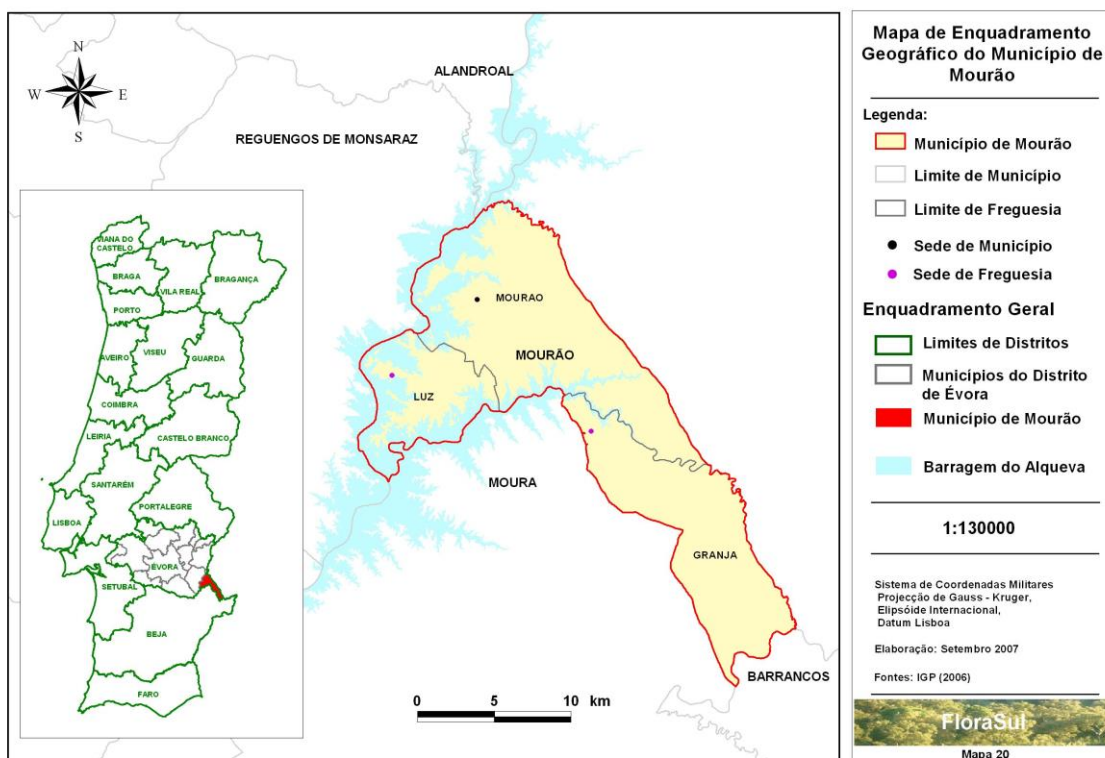 N
W
E
S
ALANDROAL
REGUENGOS DE MONSARAZ
MOURAO
MOURÃO
LUZ
MOURA
GRANJA
BARRANCOS
0 5 10 km
VIANA DO
CASTELO
BRAGA
VILA REAL
BRAGANÇA
PORTO
AVEIRO
VISEU
GUARDA
COIMBRA
LEIRIA
CASTELO BRANCO
SANTARÉM
PORTALEGRE
LISBOA
ÉVORA
SETUBAL
BEJA
FARO
Mapa de Enquadramento
Geográfico do Município de
Mourão
Legenda:
Município de Mourão
Limite de Município
Limite de Freguesia
Sede de Município
Sede de Freguesia
Enquadramento Geral
Limites de Distritos
Municípios do Distrito
de Évora
Município de Mourão
Barragem do Alqueva
1:130000
Sistema de Coordenadas Militares
Projecção de Gauss - Kruger,
Elipsóide Internacional,
Datum Lisboa
Elaboração: Setembro 2007
Fontes: IGP (2006)
FloraSul
Mapa 20